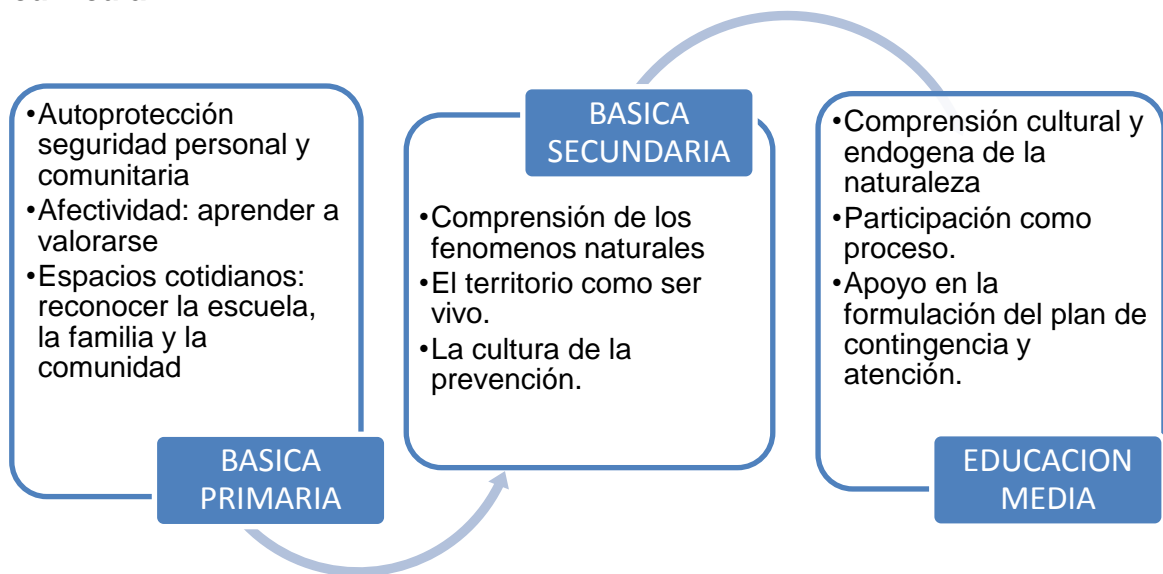 •Autoprotección
seguridad personal y
comunitaria
•Afectividad: aprender a
valorarse
•Espacios cotidianos:
reconocer la escuela,
la familia y la
comunidad
BASICA
PRIMARIA
BASICA
SECUNDARIA
•Comprensión de los
fenomenos naturales
•El territorio como ser
vivo.
•La cultura de la
prevención.
•Comprensión cultural y
endogena de la
naturaleza
•Participación como
proceso.
•Apoyo en la
formulación del plan de
contingencia y
atención.
EDUCACION
MEDIA